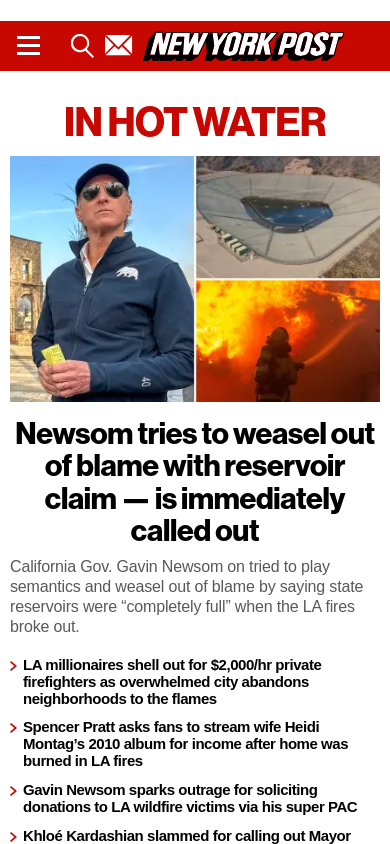 NEW YORK POST
IN HOT WATER
Newsom tries to weasel out
of blame with reservoir
claim — is immediately
called out
California Gov. Gavin Newsom on tried to play
semantics and weasel out of blame by saying state
reservoirs were “completely full” when the LA fires
broke out.
LA millionaires shell out for $2,000/hr private
firefighters as overwhelmed city abandons
neighborhoods to the flames
Spencer Pratt asks fans to stream wife Heidi
Montag’s 2010 album for income after home was
burned in LA fires
Gavin Newsom sparks outrage for soliciting
donations to LA wildfire victims via his super PAC
Khloé Kardashian slammed for calling out Mayor